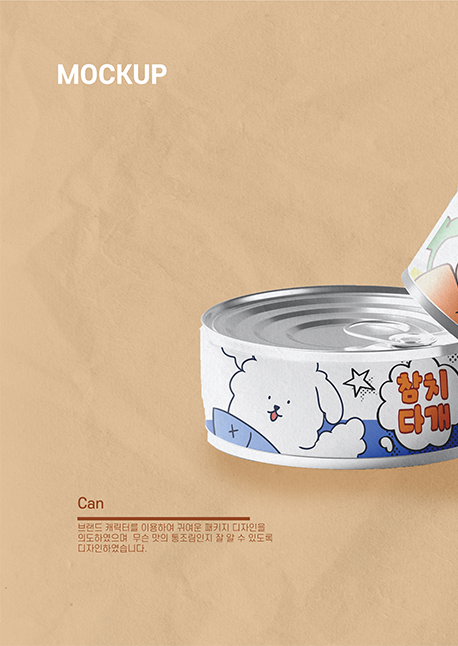 MOCKUP
참치
다개
Can
브랜드 캐릭터를 이용하여 귀여운 패키지 디자인을
의도하였으며 무슨 맛의 통조림인지 잘 알 수 있도록
디자인하였습니다.